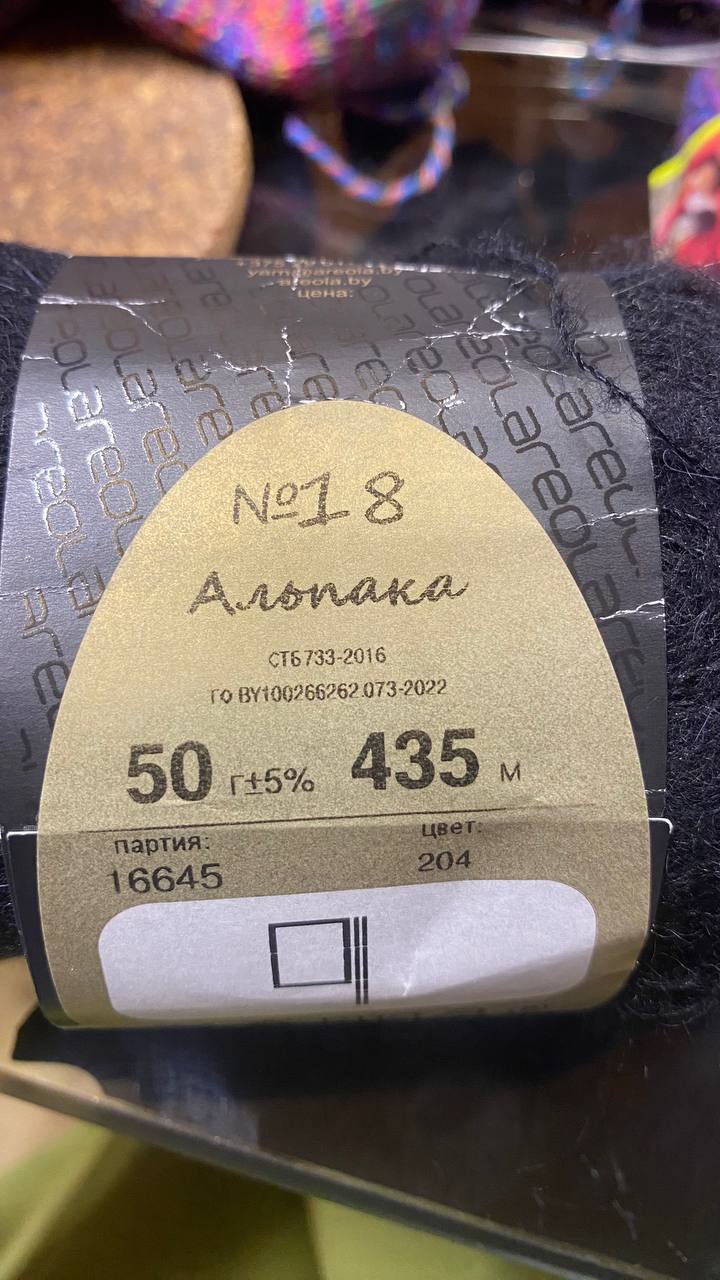 yarn@areola.by
areola.by
цена:
№18
Альпака
СТБ 733-2016
ГО BY100266262.073-2022
50 г±5% 435 м
партия: цвет:
16645 204